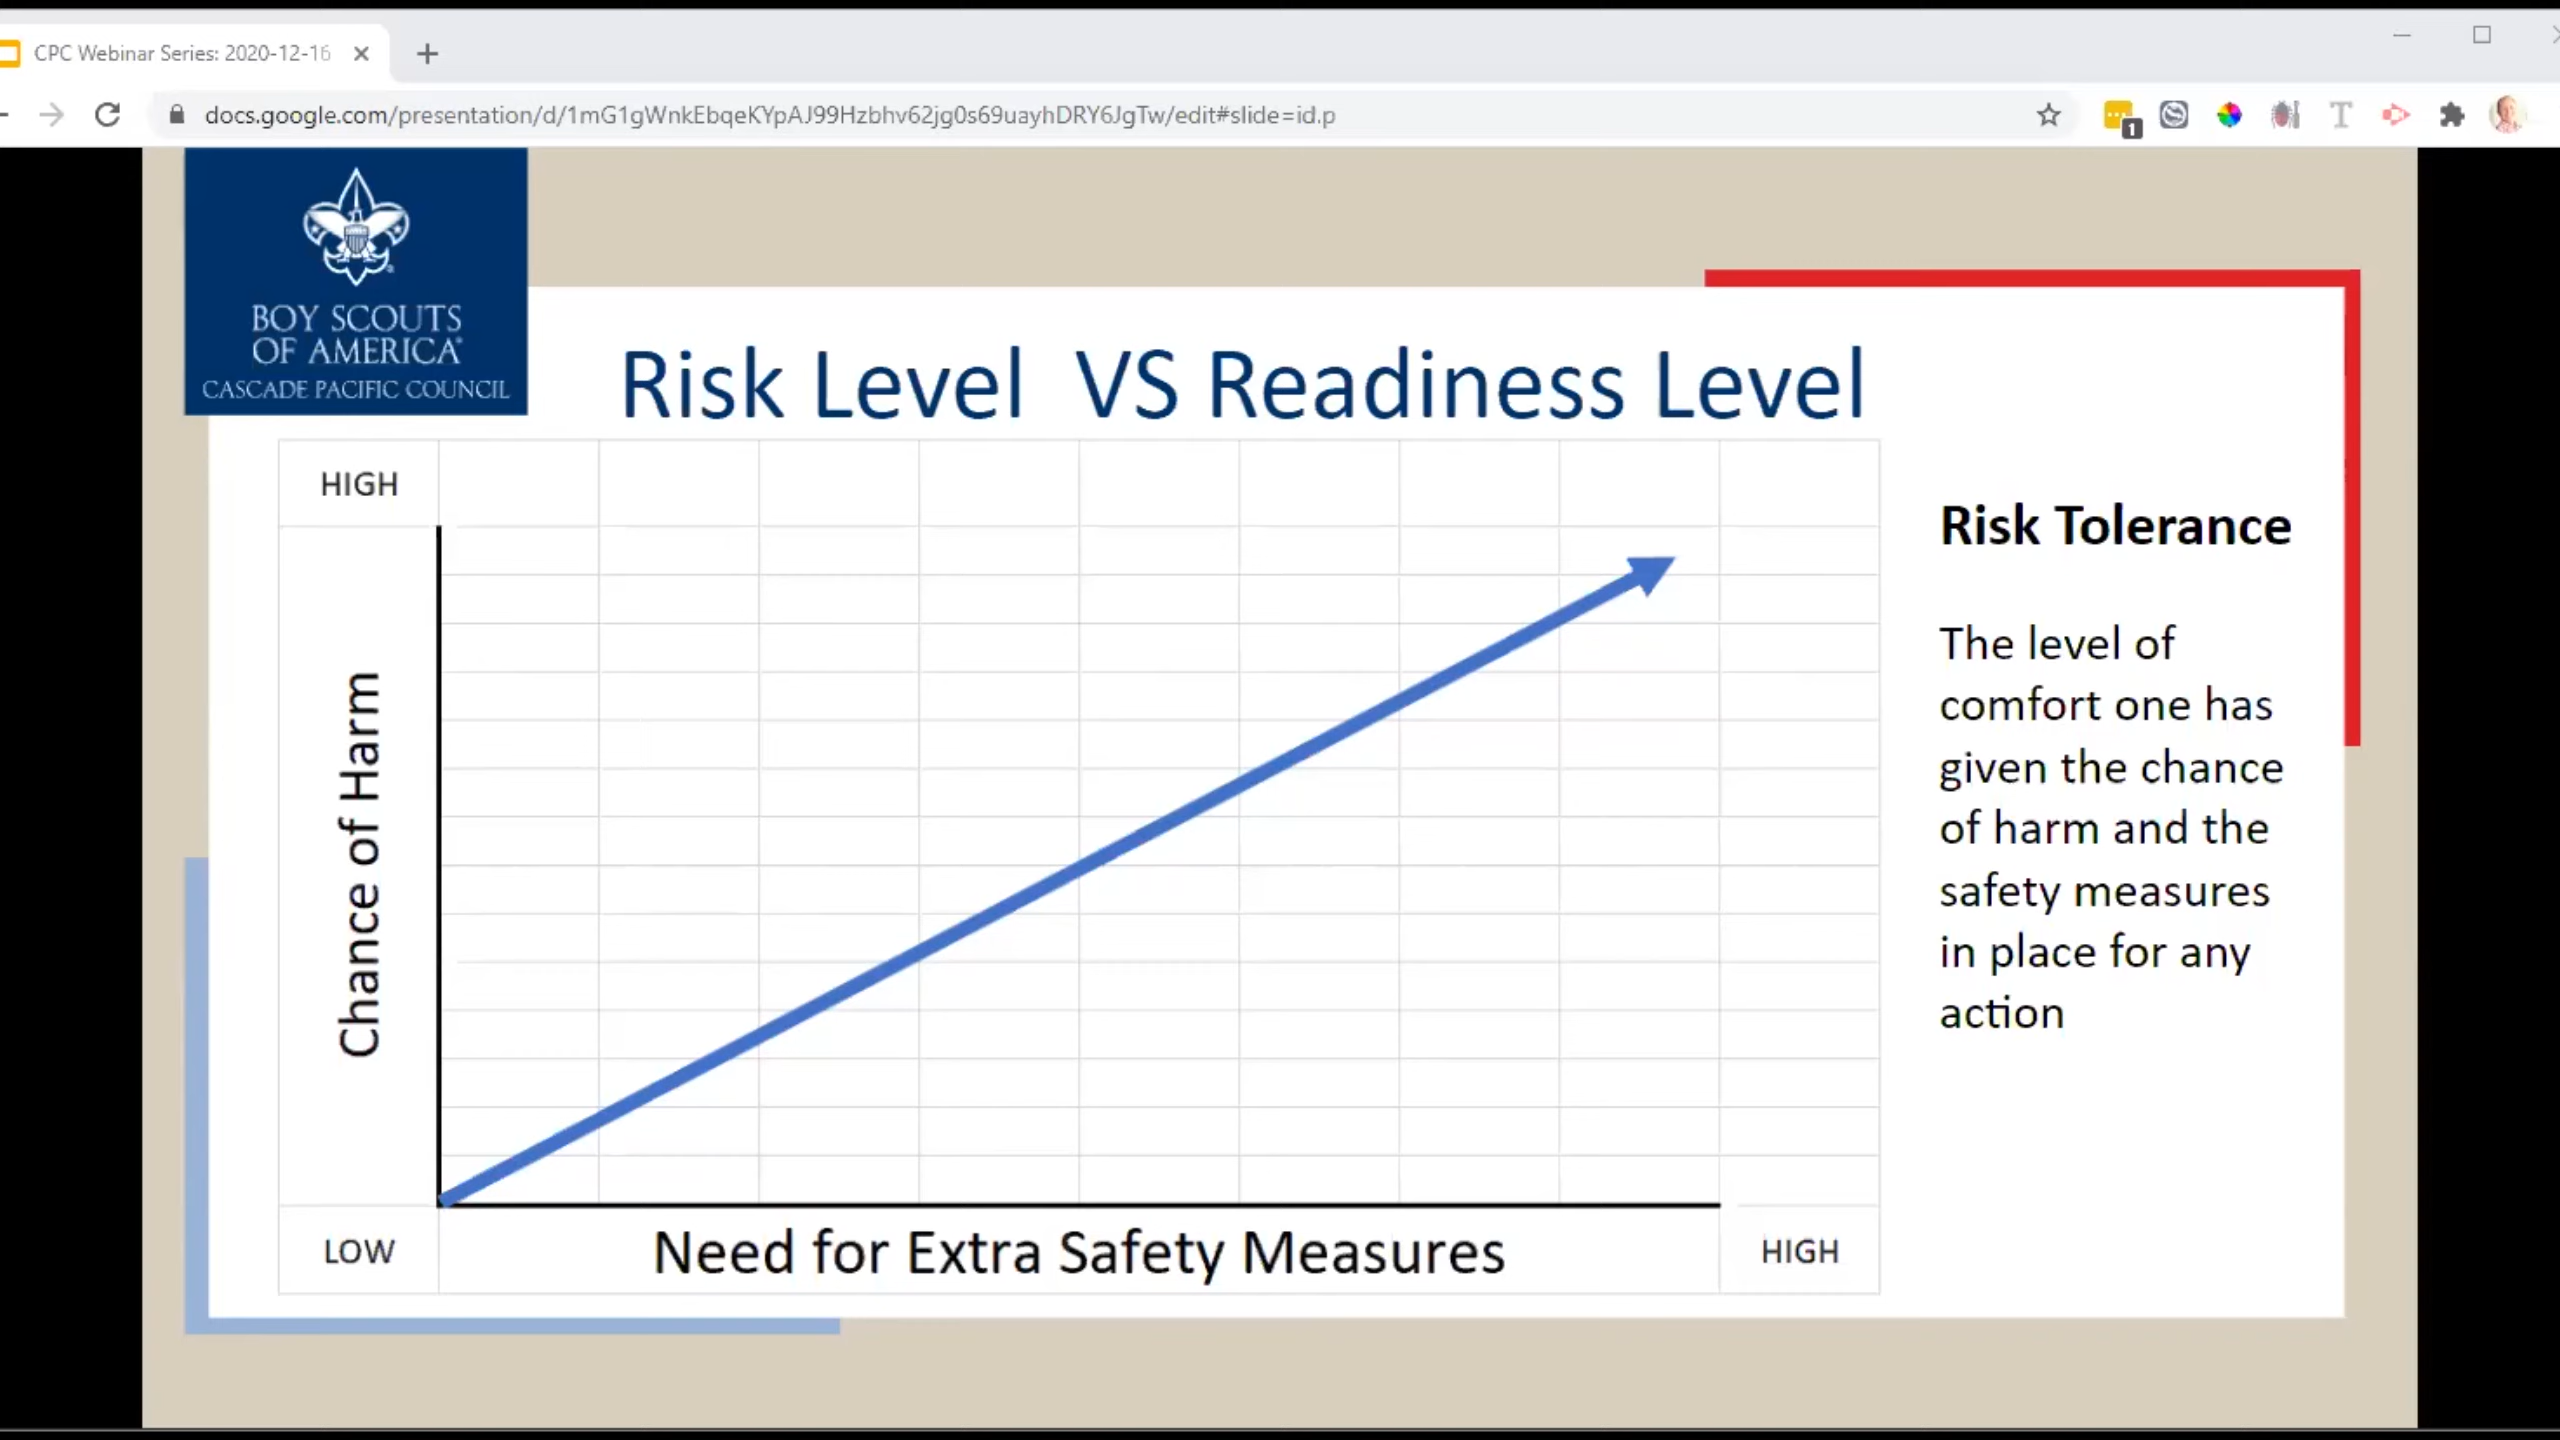 CPC Webinar Series: 2020-12-16
docs.google.com/presentation/d/1mG1gWnkEbqeKYpAJ99Hzbhv62jg0s69uayhDRY6JgTw/edit#slide=id.p
1
T
BOY SCOUTS
OF AMERICA
CASCADE PACIFIC COUNCIL
Risk Level VS Readiness Level
HIGH
Chance of Harm
LOW
Need for Extra Safety Measures
HIGH
Risk Tolerance
The level of
comfort one has
given the chance
of harm and the
safety measures
in place for any
action